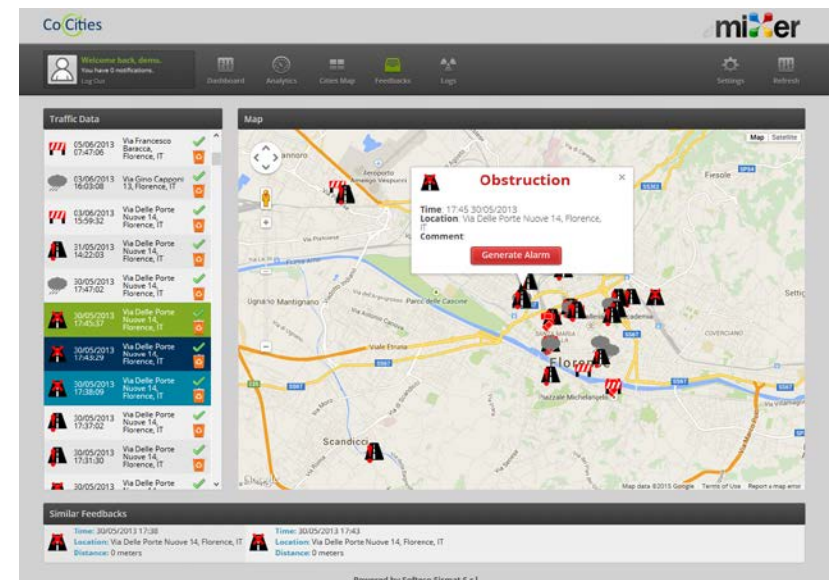 CoCities
mixer
Welcome back, demo.
You have 0 notifications.
Log Out
Dashboard
Analytics
Cities Map
Feedbacks
Logs
Settings
Refresh
Traffic Data
05/06/2013
07:47:06
Via Francesco
Baracca,
Florence, IT
03/06/2013
16:03:08
Via Gino Capponi
13, Florence, IT
03/06/2013
15:59:32
Via Delle Porte
Nuove 14,
Florence, IT
31/05/2013
14:22:03
Via Delle Porte
Nuove 14,
Florence, IT
30/05/2013
17:47:02
Via Delle Porte
Nuove 14,
Florence, IT
30/05/2013
17:45:37
Via Delle Porte
Nuove 14,
Florence, IT
30/05/2013
17:43:29
Via Delle Porte
Nuove 14,
Florence, IT
30/05/2013
17:38:09
Via Delle Porte
Nuove 14,
Florence, IT
30/05/2013
17:37:02
Via Delle Porte
Nuove 14,
Florence, IT
30/05/2013
17:31:30
Via Delle Porte
Nuove 14,
Florence, IT
30/05/2013
Via Delle Porte
Map
Map
Satellite
Fiesole
Obstruction
×
Time: 17:45 30/05/2013
Location: Via Delle Porte Nuove 14, Florence,
IT
Comment:
Generate Alarm
Aeroporto
Amerigo Vespucci
Via Pistoiese
Ugnano
Mantignano
Parco delle Cascine
Viale Etruria
COVERCIANO
Florence
Piazzale Michelangelo
Scandicci
Google
Map data ©2015 Google
Terms of Use
Report a map error
Similar Feedbacks
Time: 30/05/2013 17:38
Location: Via Delle Porte Nuove 14, Florence, IT
Distance: 0 meters
Time: 30/05/2013 17:43
Location: Via Delle Porte Nuove 14, Florence, IT
Distance: 0 meters
Powered by Softeco Sismat S.r.l.